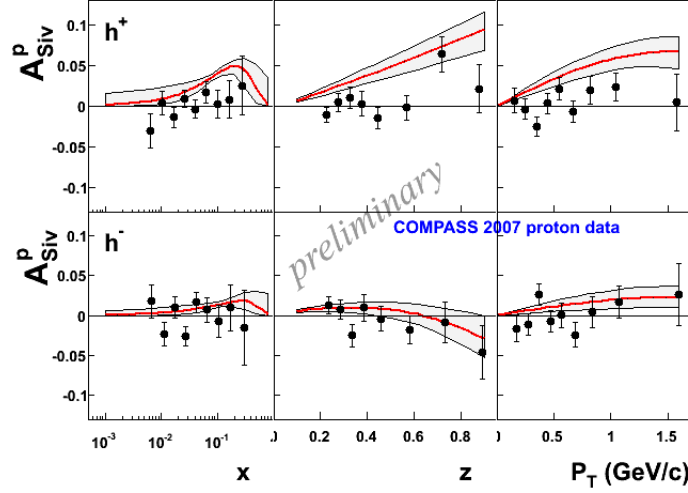 h⁺
A^p_Siv
0.1
0.05
0
-0.05
-0.1
preliminary
COMPASS 2007 proton data
h⁻
A^p_Siv
0.1
0.05
0
-0.05
-0.1
10⁻³ 10⁻² 10⁻¹
0.2 0.4 0.6 0.8
0.5 1 1.5
x z P_T (GeV/c)